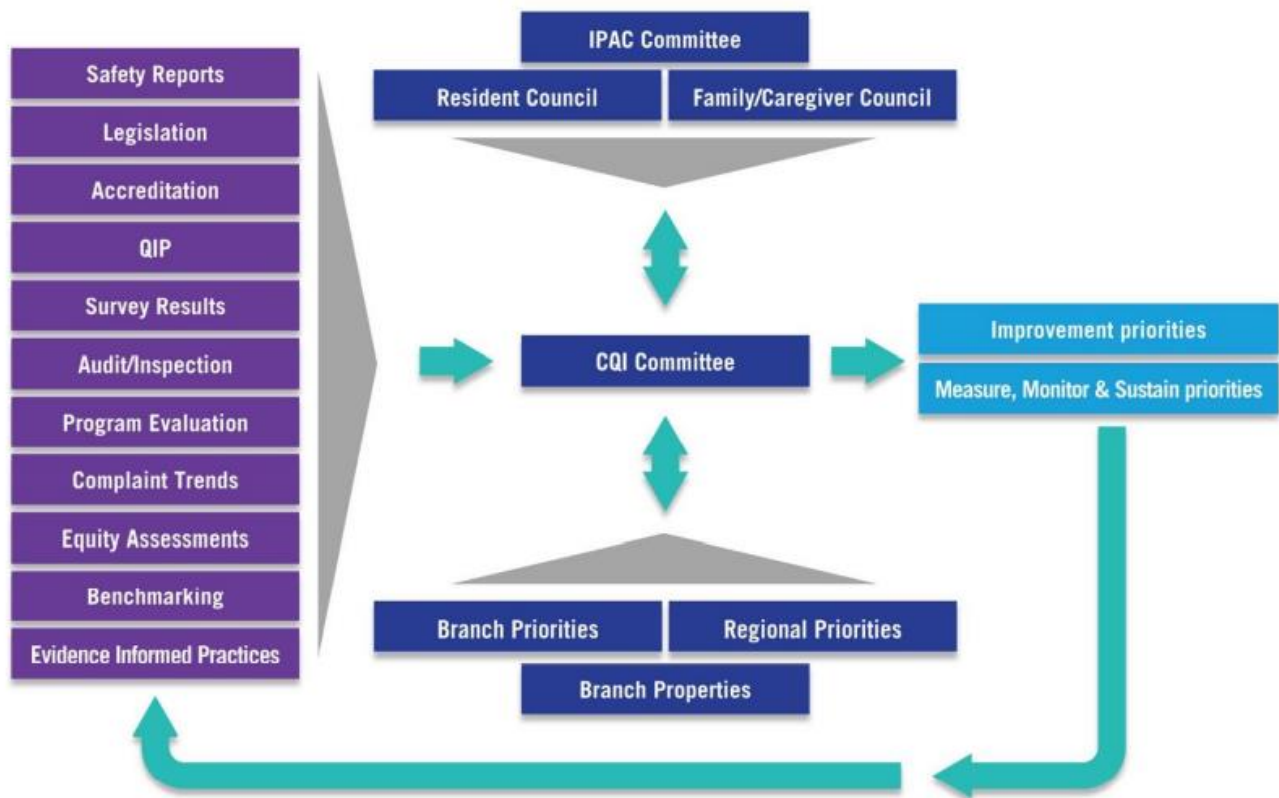 Safety Reports
Legislation
Accreditation
QIP
Survey Results
Audit/Inspection
Program Evaluation
Complaint Trends
Equity Assessments
Benchmarking
Evidence Informed Practices
IPAC Committee
Resident Council
Family/Caregiver Council
CQI Committee
Branch Priorities
Regional Priorities
Branch Properties
Improvement priorities
Measure, Monitor & Sustain priorities